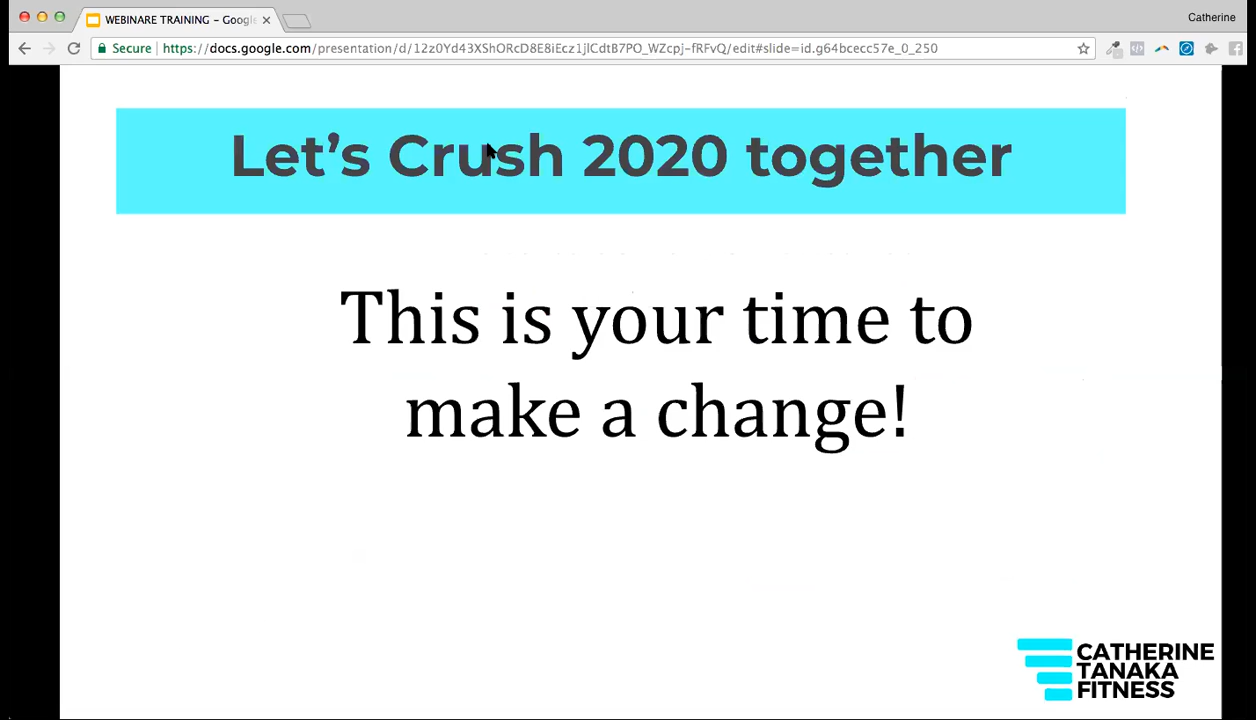 WEBINARE TRAINING – Google
Catherine
Secure
https://docs.google.com/presentation/d/12z0Yd43XShORcD8E8iEcz1jlCdtB7PO_WZcpj-fRFvQ/edit#slide=id.g64bcecc57e_0_250
Let’s Crush 2020 together
This is your time to
make a change!
CATHERINE
TANAKA
FITNESS